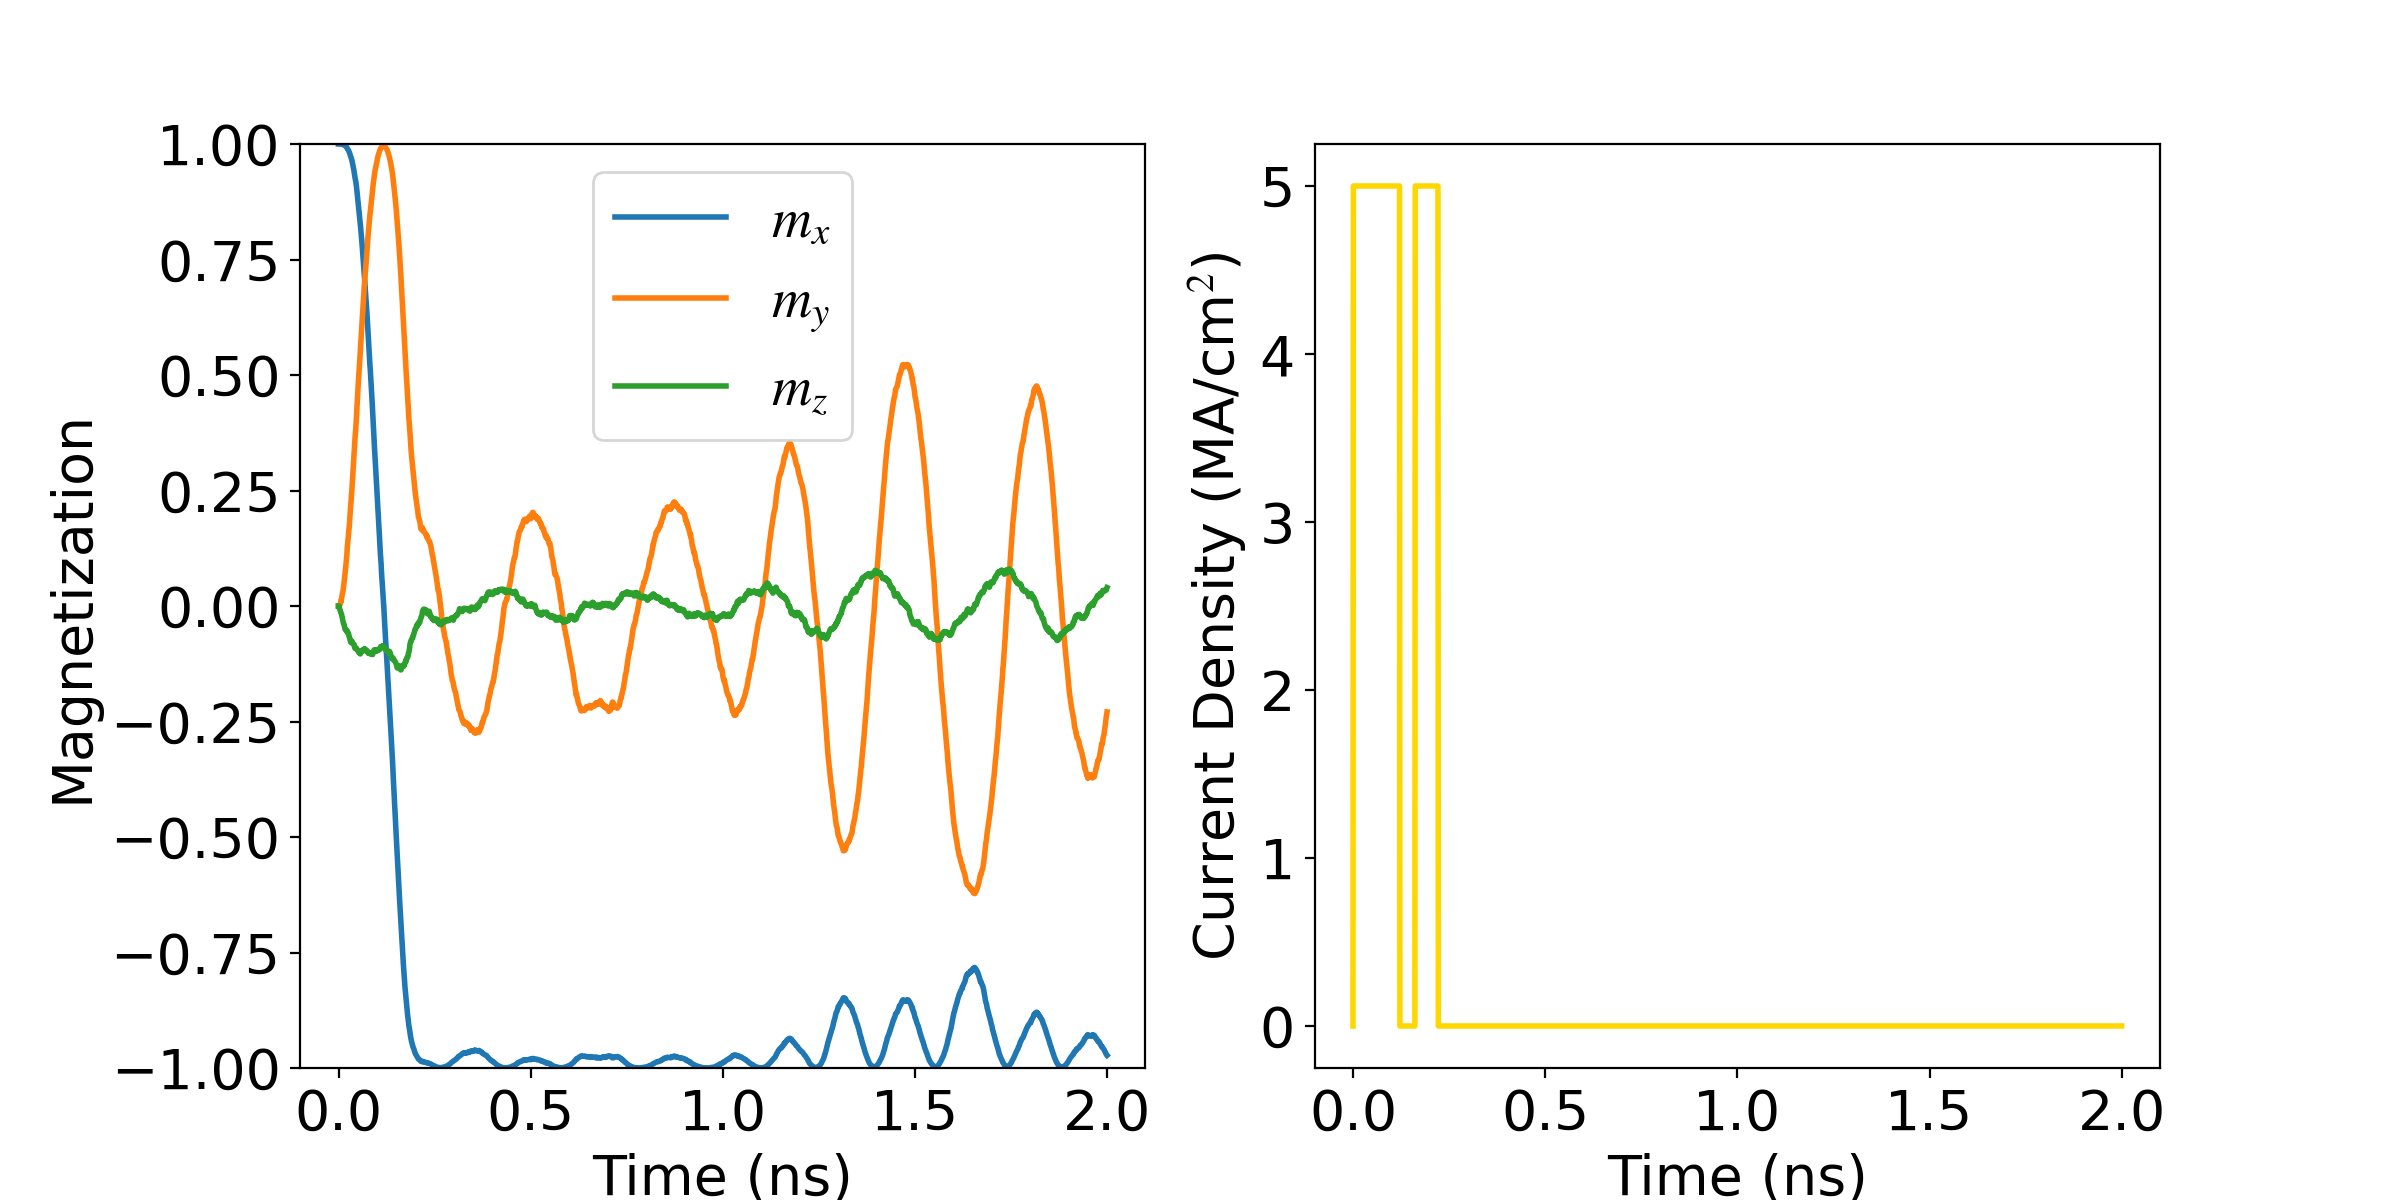 Magnetization
1.00
0.75
0.50
0.25
0.00
−0.25
−0.50
−0.75
−1.00
0.0 0.5 1.0 1.5 2.0
Time (ns)
m_x
m_y
m_z
Current Density (MA/cm²)
5
4
3
2
1
0
0.0 0.5 1.0 1.5 2.0
Time (ns)